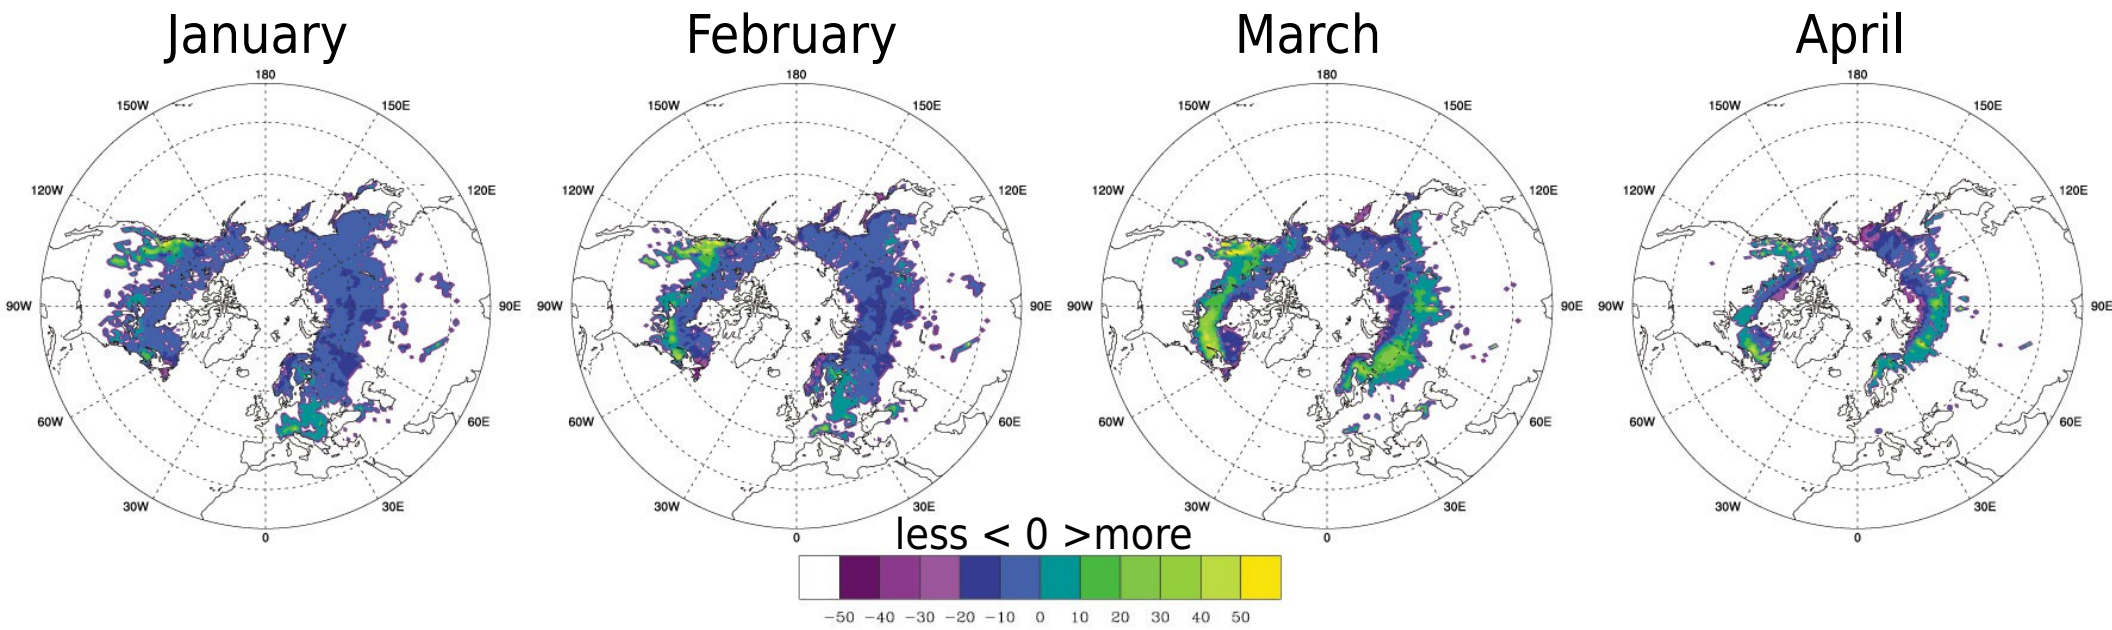 January February March April
180 180 180 180
150W 150E 150W 150E 150W 150E 150W 150E
120W 120E 120W 120E 120W 120E 120W 120E
90W 90E 90W 90E 90W 90E 90W 90E
60W 60E 60W 60E 60W 60E 60W 60E
30W 30E 30W 30E 30W 30E 30W 30E
0 0 0 0
less < 0 >more
−50 −40 −30 −20 −10 0 10 20 30 40 50